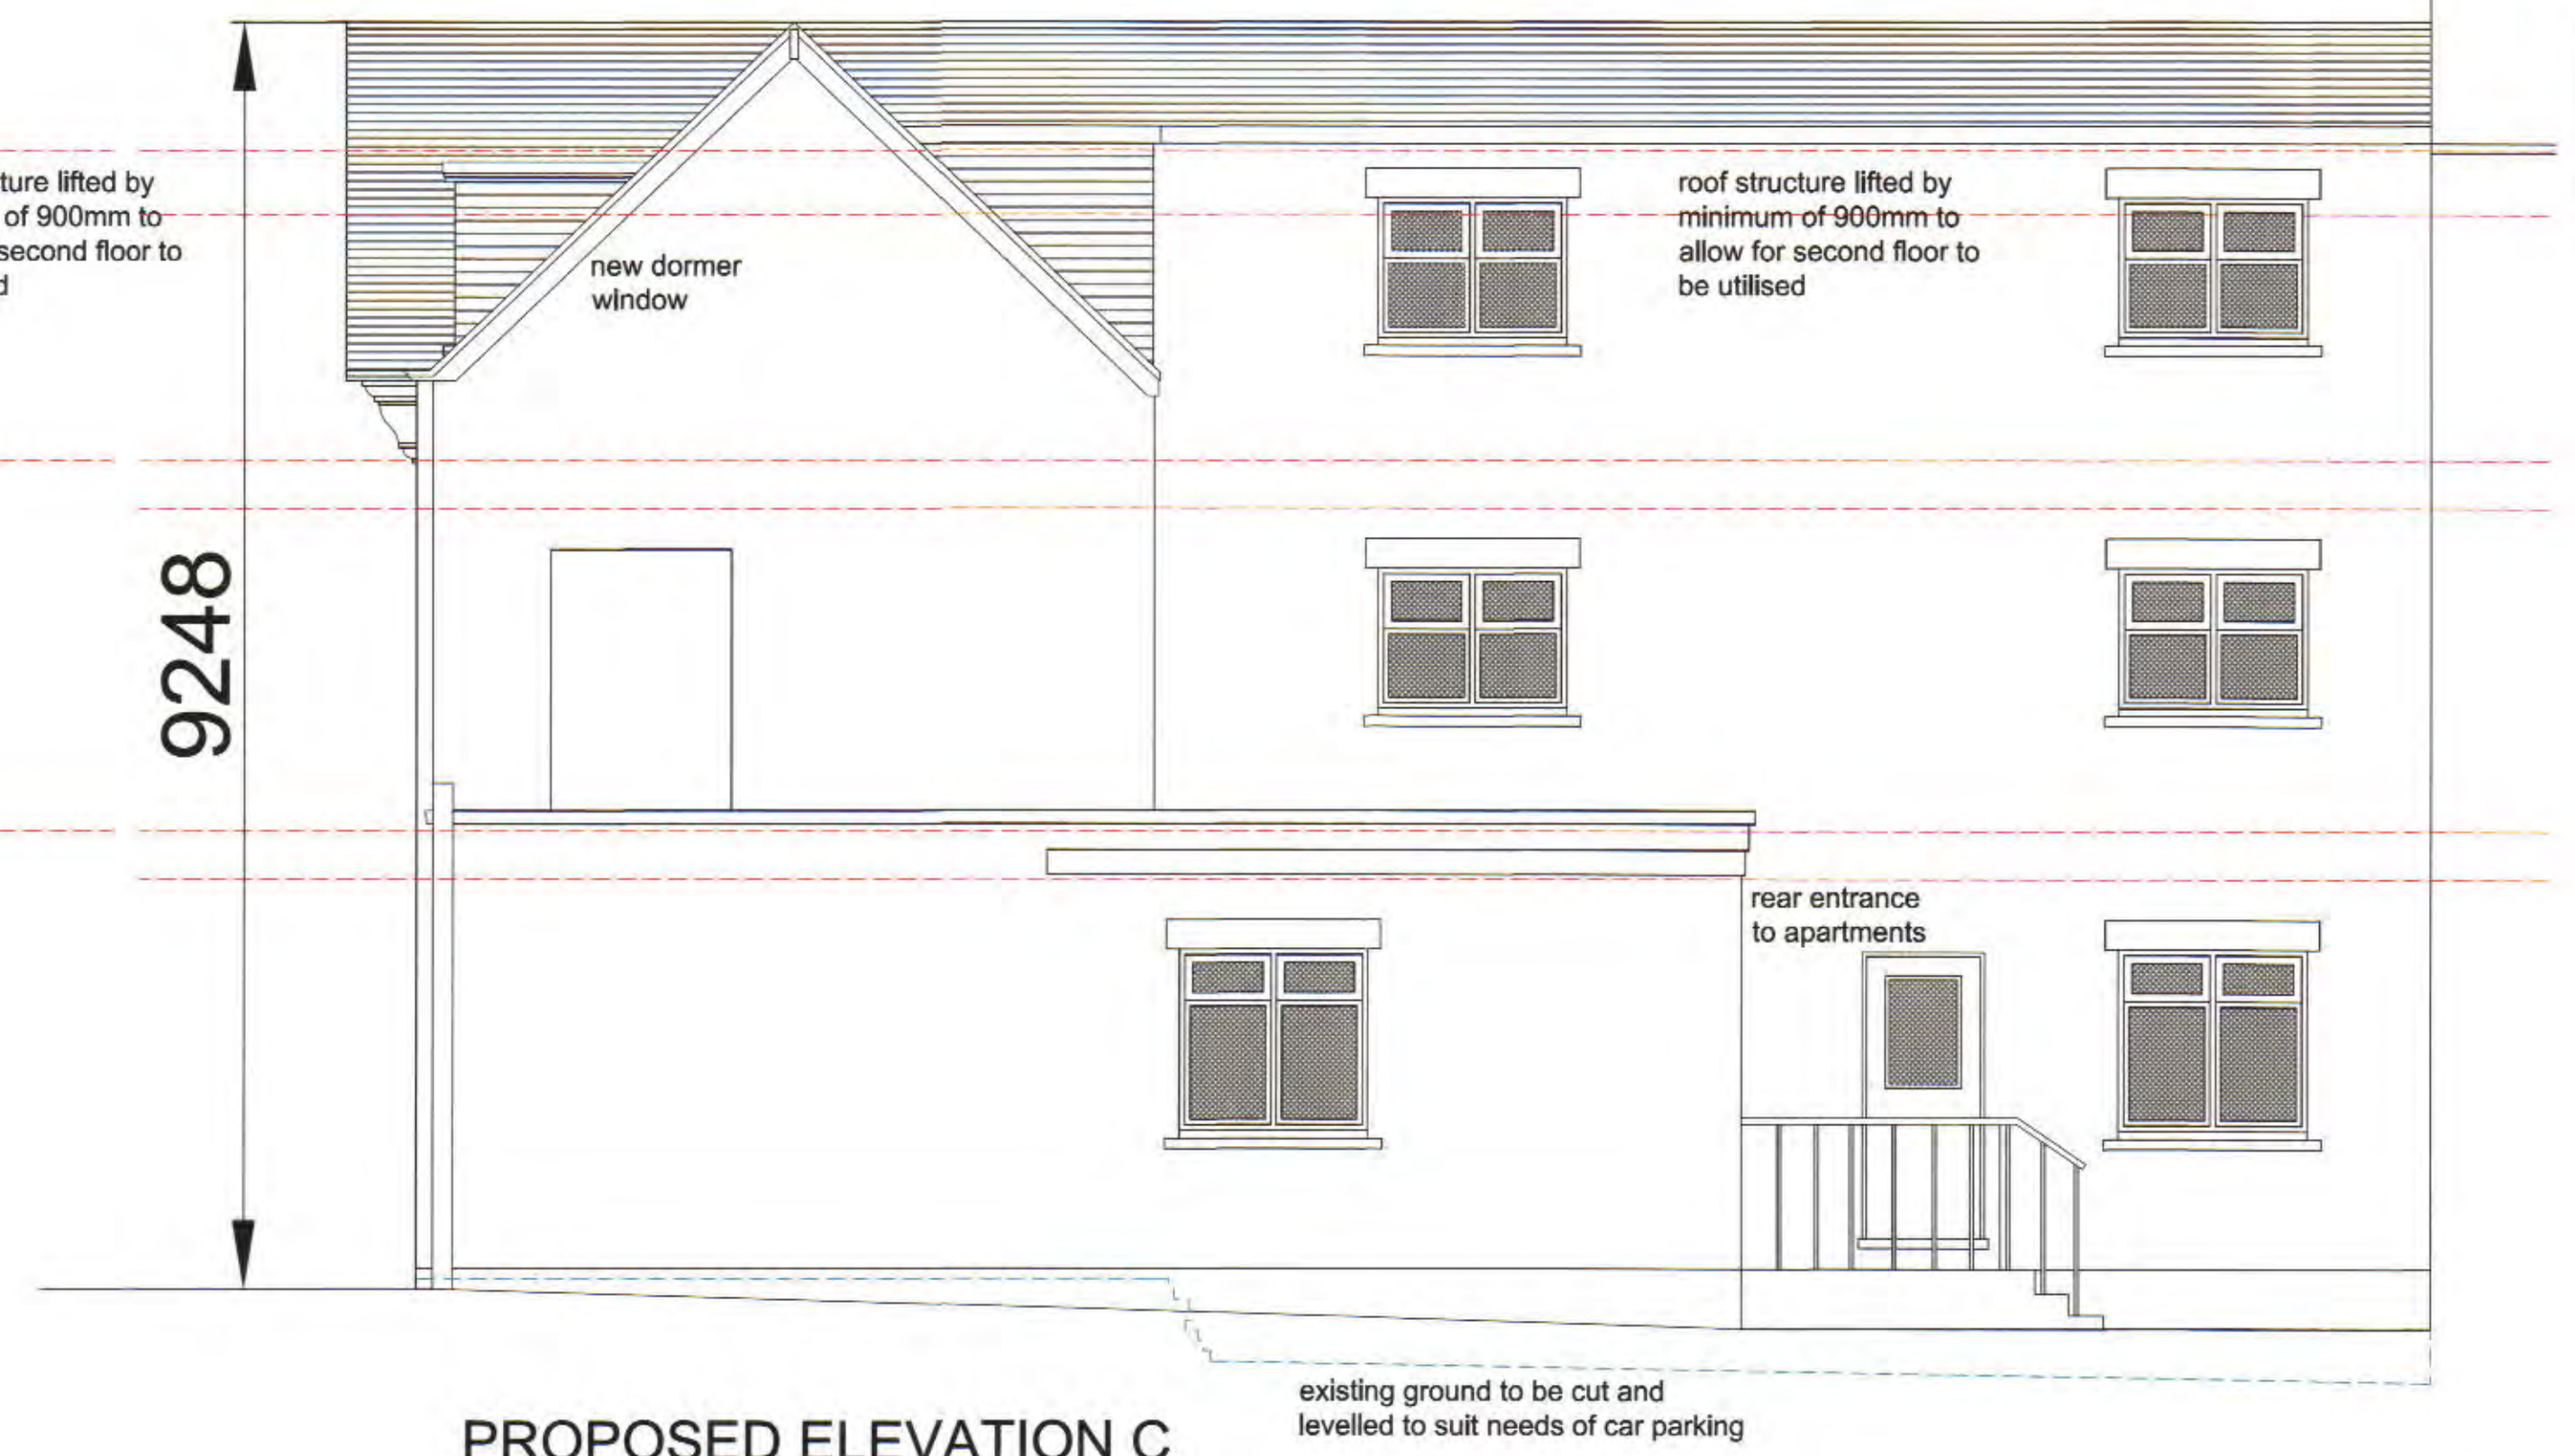 ture lifted by
of 900mm to
second floor to
d
new dormer
window
roof structure lifted by
minimum of 900mm to
allow for second floor to
be utilised
9248
rear entrance
to apartments
existing ground to be cut and
levelled to suit needs of car parking
PROPOSED ELEVATION C